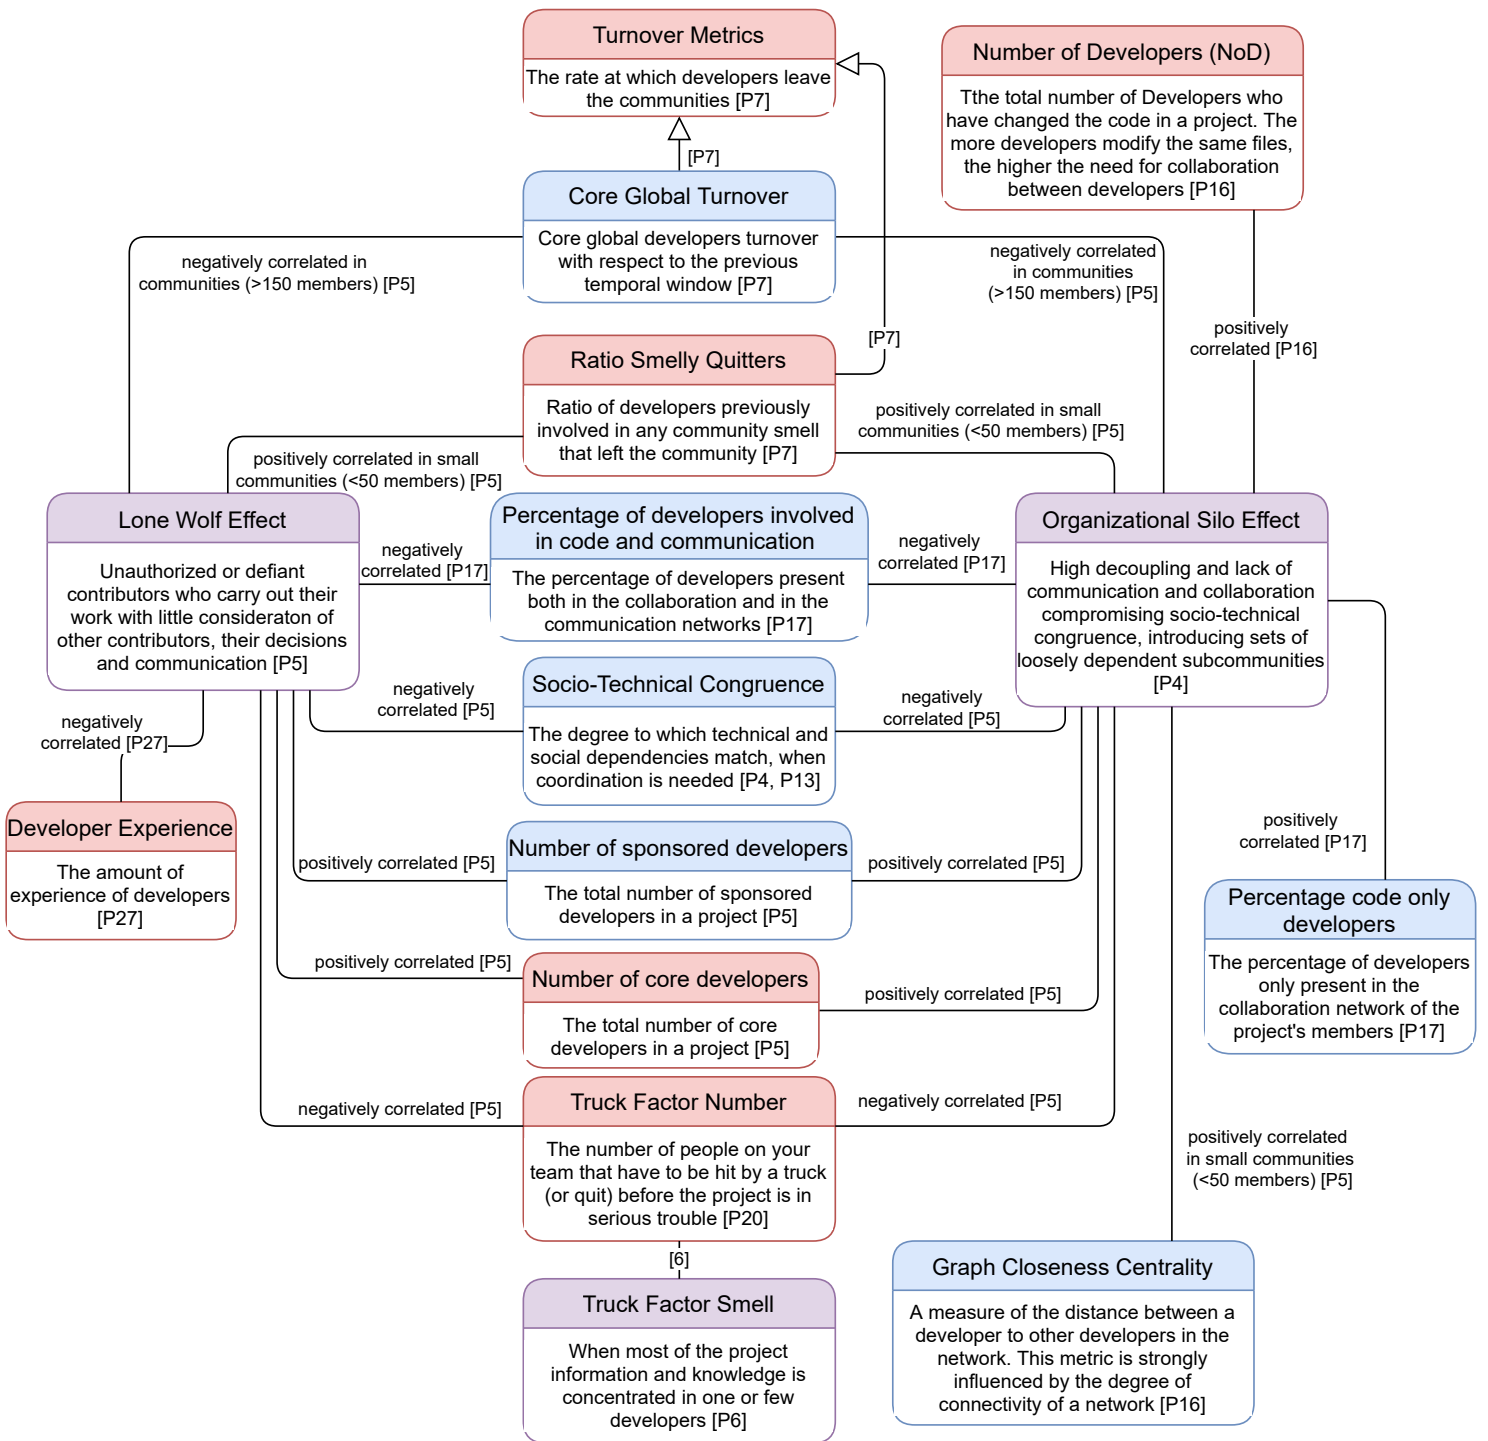 Turnover Metrics
The rate at which developers leave
the communities [P7]
Number of Developers (NoD)
Tthe total number of Developers who
have changed the code in a project. The
more developers modify the same files,
the higher the need for collaboration
between developers [P16]
[P7]
Core Global Turnover
Core global developers turnover
with respect to the previous
temporal window [P7]
negatively correlated in
communities (>150 members) [P5]
negatively correlated
in communities
(>150 members) [P5]
positively
correlated [P16]
[P7]
Ratio Smelly Quitters
Ratio of developers previously
involved in any community smell
that left the community [P7]
positively correlated in small
communities (<50 members) [P5]
positively correlated in small
communities (<50 members) [P5]
Lone Wolf Effect
Unauthorized or defiant
contributors who carry out their
work with little consideraton of
other contributors, their decisions
and communication [P5]
negatively
correlated [P17]
Percentage of developers involved
in code and communication
The percentage of developers present
both in the collaboration and in the
communication networks [P17]
negatively
correlated [P17]
Organizational Silo Effect
High decoupling and lack of
communication and collaboration
compromising socio-technical
congruence, introducing sets of
loosely dependent subcommunities
[P4]
negatively
correlated [P5]
Socio-Technical Congruence
The degree to which technical and
social dependencies match, when
coordination is needed [P4, P13]
negatively
correlated [P5]
negatively
correlated [P27]
Developer Experience
The amount of
experience of developers
[P27]
positively correlated [P5]
Number of sponsored developers
The total number of sponsored
developers in a project [P5]
positively correlated [P5]
positively
correlated [P17]
Percentage code only
developers
The percentage of developers
only present in the
collaboration network of the
project's members [P17]
positively correlated [P5]
Number of core developers
The total number of core
developers in a project [P5]
positively correlated [P5]
negatively correlated [P5]
Truck Factor Number
The number of people on your
team that have to be hit by a truck
(or quit) before the project is in
serious trouble [P20]
negatively correlated [P5]
positively correlated
in small communities
(<50 members) [P5]
[6]
Truck Factor Smell
When most of the project
information and knowledge is
concentrated in one or few
developers [P6]
Graph Closeness Centrality
A measure of the distance between a
developer to other developers in the
network. This metric is strongly
influenced by the degree of
connectivity of a network [P16]